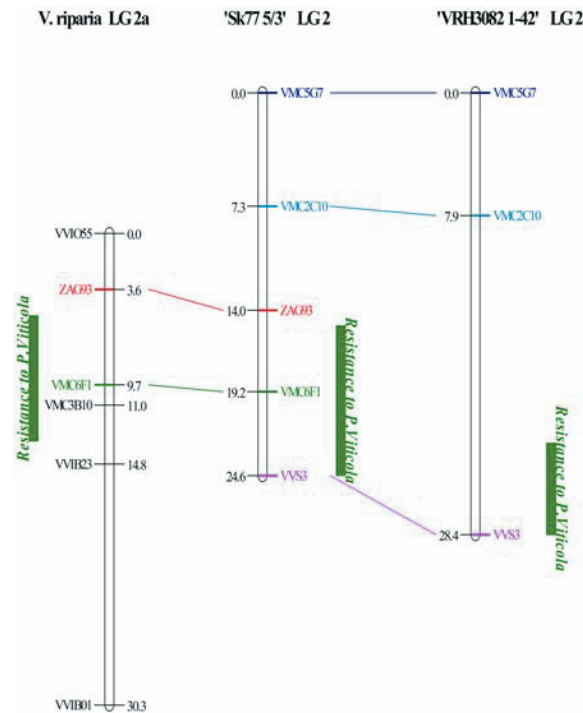 V. riparia LG 2a
'Sk77 5/3' LG 2
'VRH3082 1-42' LG 2
0.0 VMC5G7
0.0 VMC5G7
7.3 VMC2C10
7.9 VMC2C10
VVIO55 0.0
ZAG93 3.6
14.0 ZAG93
VMC6F1 9.7
19.2 VMC6F1
VMC3B10 11.0
VVIB23 14.8
24.6 VVS3
28.4 VVS3
VVIB01 30.3
Resistance to P.Viticola
Resistance to P.Viticola
Resistance to P.Viticola